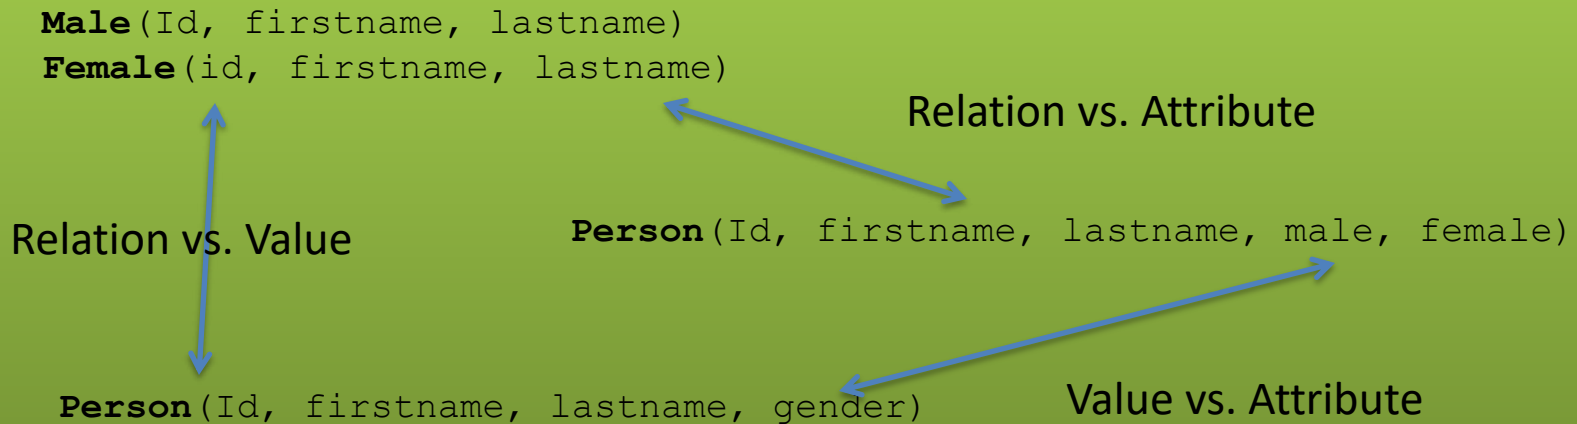 Male(Id, firstname, lastname)
Female(id, firstname, lastname)
Relation vs. Attribute
Relation vs. Value
Person(Id, firstname, lastname, male, female)
Person(Id, firstname, lastname, gender)
Value vs. Attribute